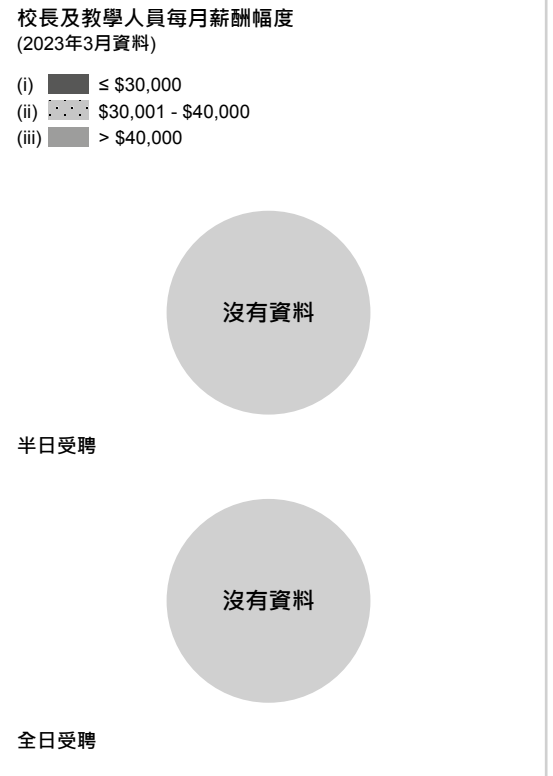 校長及教學人員每月薪酬幅度
(2023年3月資料)
(i) ≤ $30,000
(ii) $30,001 - $40,000
(iii) > $40,000
沒有資料
半日受聘
沒有資料
全日受聘